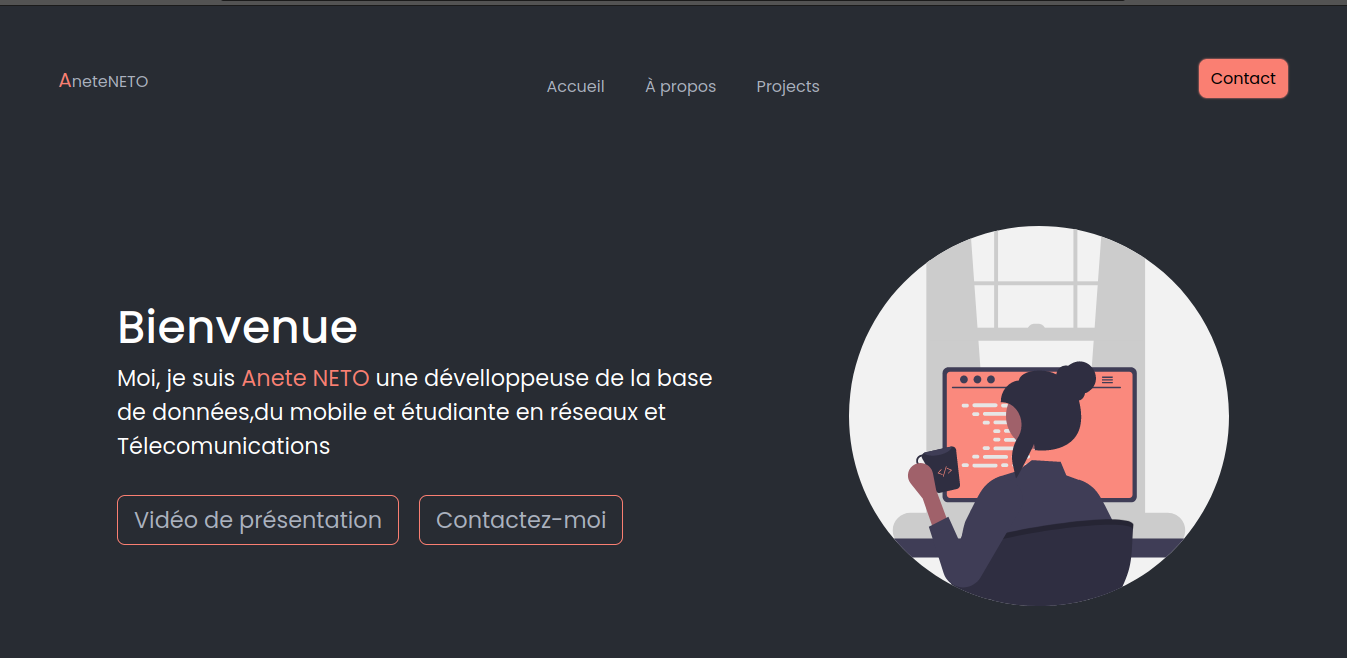 AneteNETO
Accueil À propos Projects
Contact
Bienvenue
Moi, je suis Anete NETO une dévelloppeuse de la base
de données,du mobile et étudiante en réseaux et
Télecomunications
Vidéo de présentation
Contactez-moi
</>